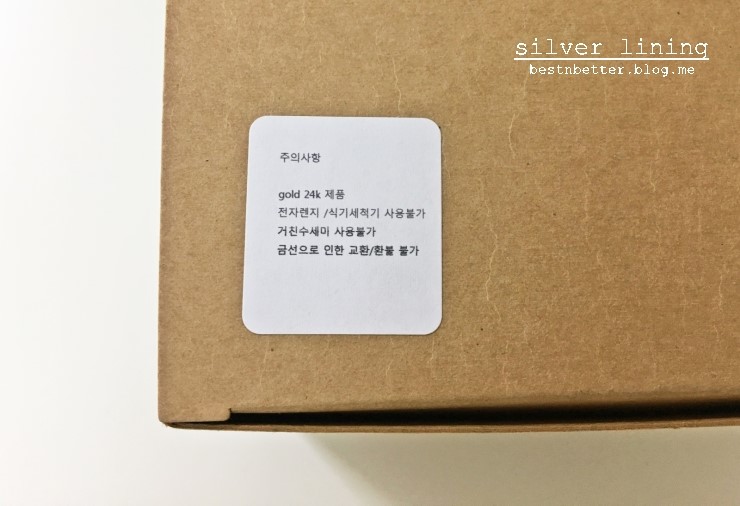 silver lining
bestnbetter.blog.me
주의사항
gold 24k 제품
전자렌지 /식기세척기 사용불가
거친수세미 사용불가
금선으로 인한 교환/환불 불가